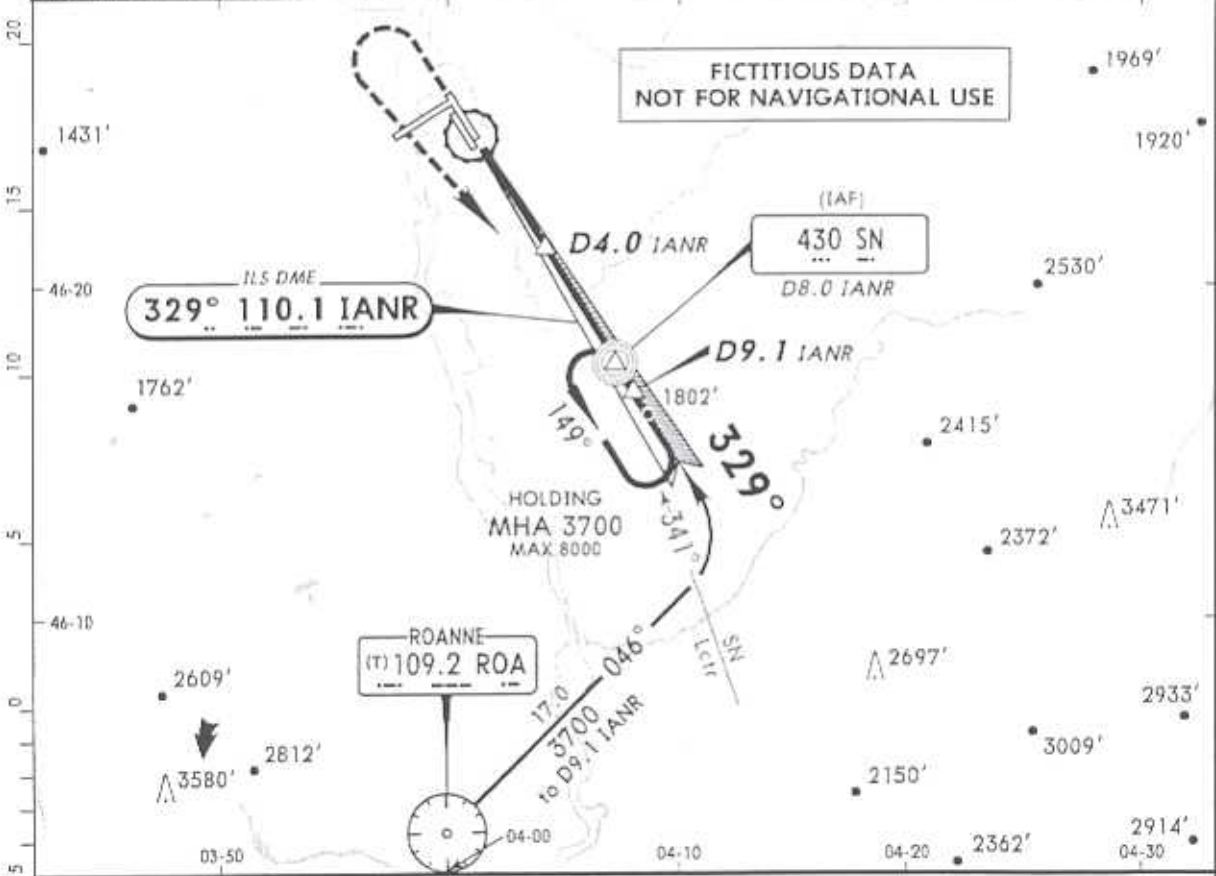 20
FICTITIOUS DATA
NOT FOR NAVIGATIONAL USE
1969'
1431'
1920'
15
(IAF)
430 SN
D8.0 IANR
D4.0 IANR
2530'
46-20
ILS DME
329° 110.1 IANR
D9.1 IANR
10
1762'
1802'
149°
329°
2415'
HOLDING
MHA 3700
MAX 8000
341°
3471'
5
2372'
46-10
ROANNE
(T) 109.2 ROA
046°
SN
Lctr
2697'
2609'
17.0
3700
to D9.1 IANR
2933'
0
3009'
2812'
3580'
2150'
04-00
2914'
03-50
04-10
04-20
2362'
04-30
5